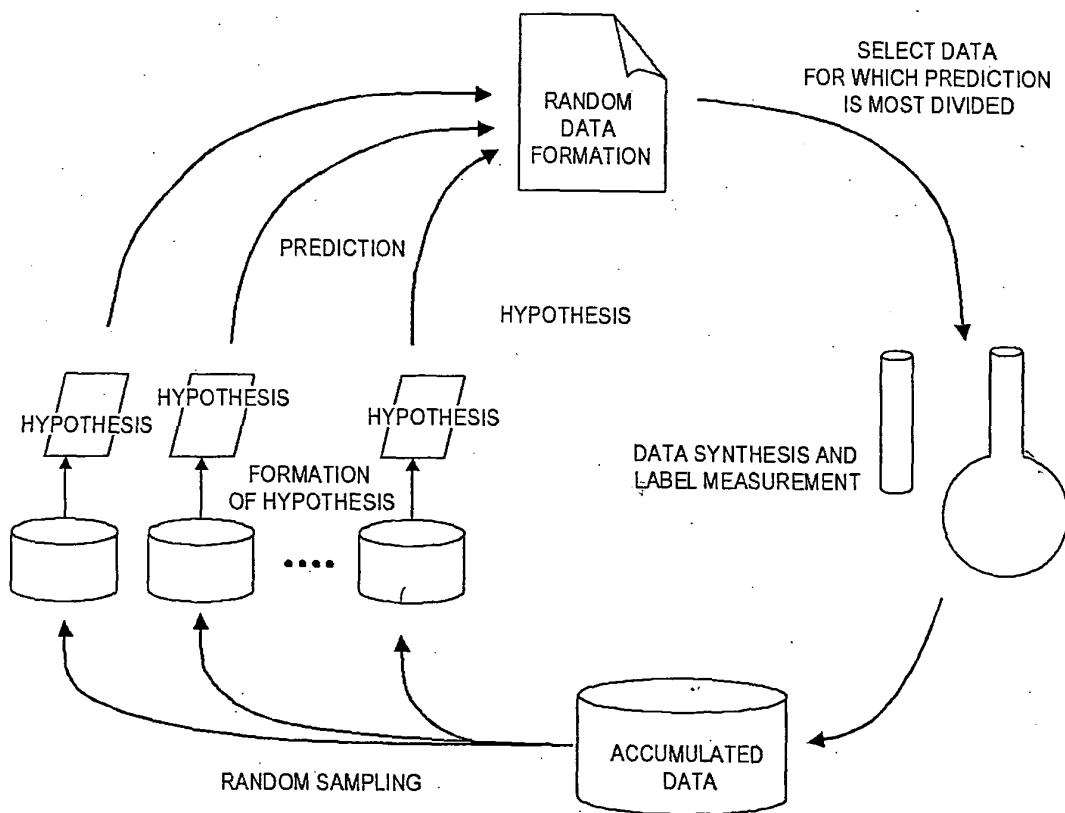 SELECT DATA
FOR WHICH PREDICTION
IS MOST DIVIDED
RANDOM
DATA
FORMATION
PREDICTION
HYPOTHESIS
HYPOTHESIS
HYPOTHESIS
HYPOTHESIS
FORMATION
OF HYPOTHESIS
DATA SYNTHESIS AND
LABEL MEASUREMENT
ACCUMULATED
DATA
RANDOM SAMPLING